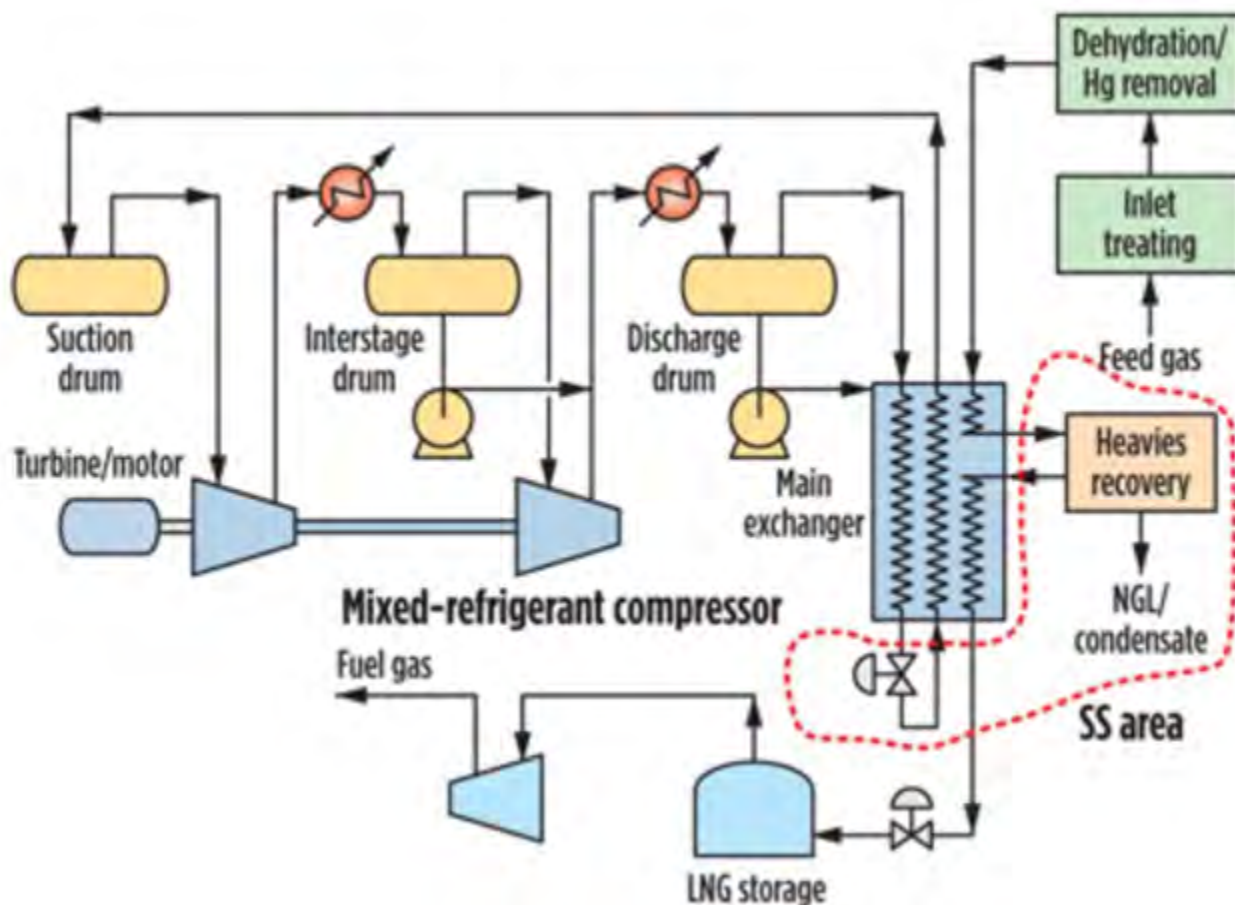 Dehydration/
Hg removal
Inlet
treating
Feed gas
Suction
drum
Interstage
drum
Discharge
drum
Turbine/motor
Main
exchanger
Heavies
recovery
NGL/
condensate
Mixed-refrigerant compressor
Fuel gas
SS area
LNG storage